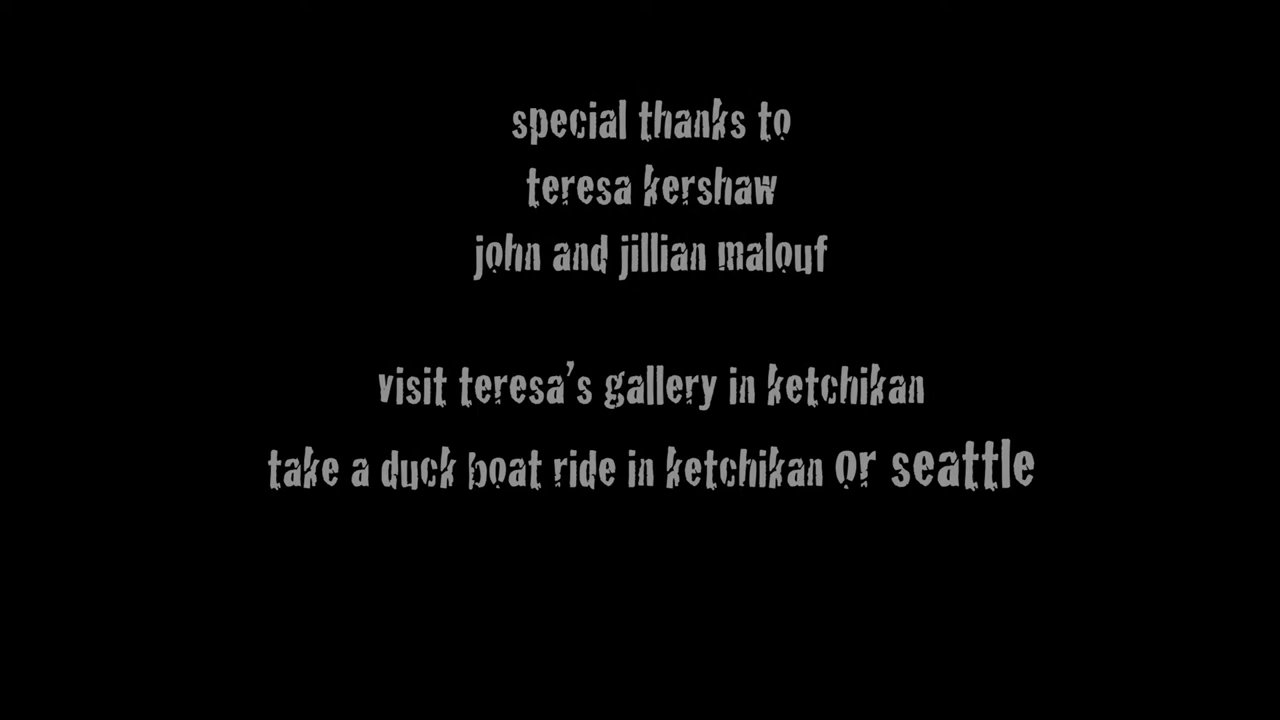 special thanks to
teresa kershaw
john and jillian malouf
visit teresa's gallery in ketchikan
take a duck boat ride in ketchikan or seattle